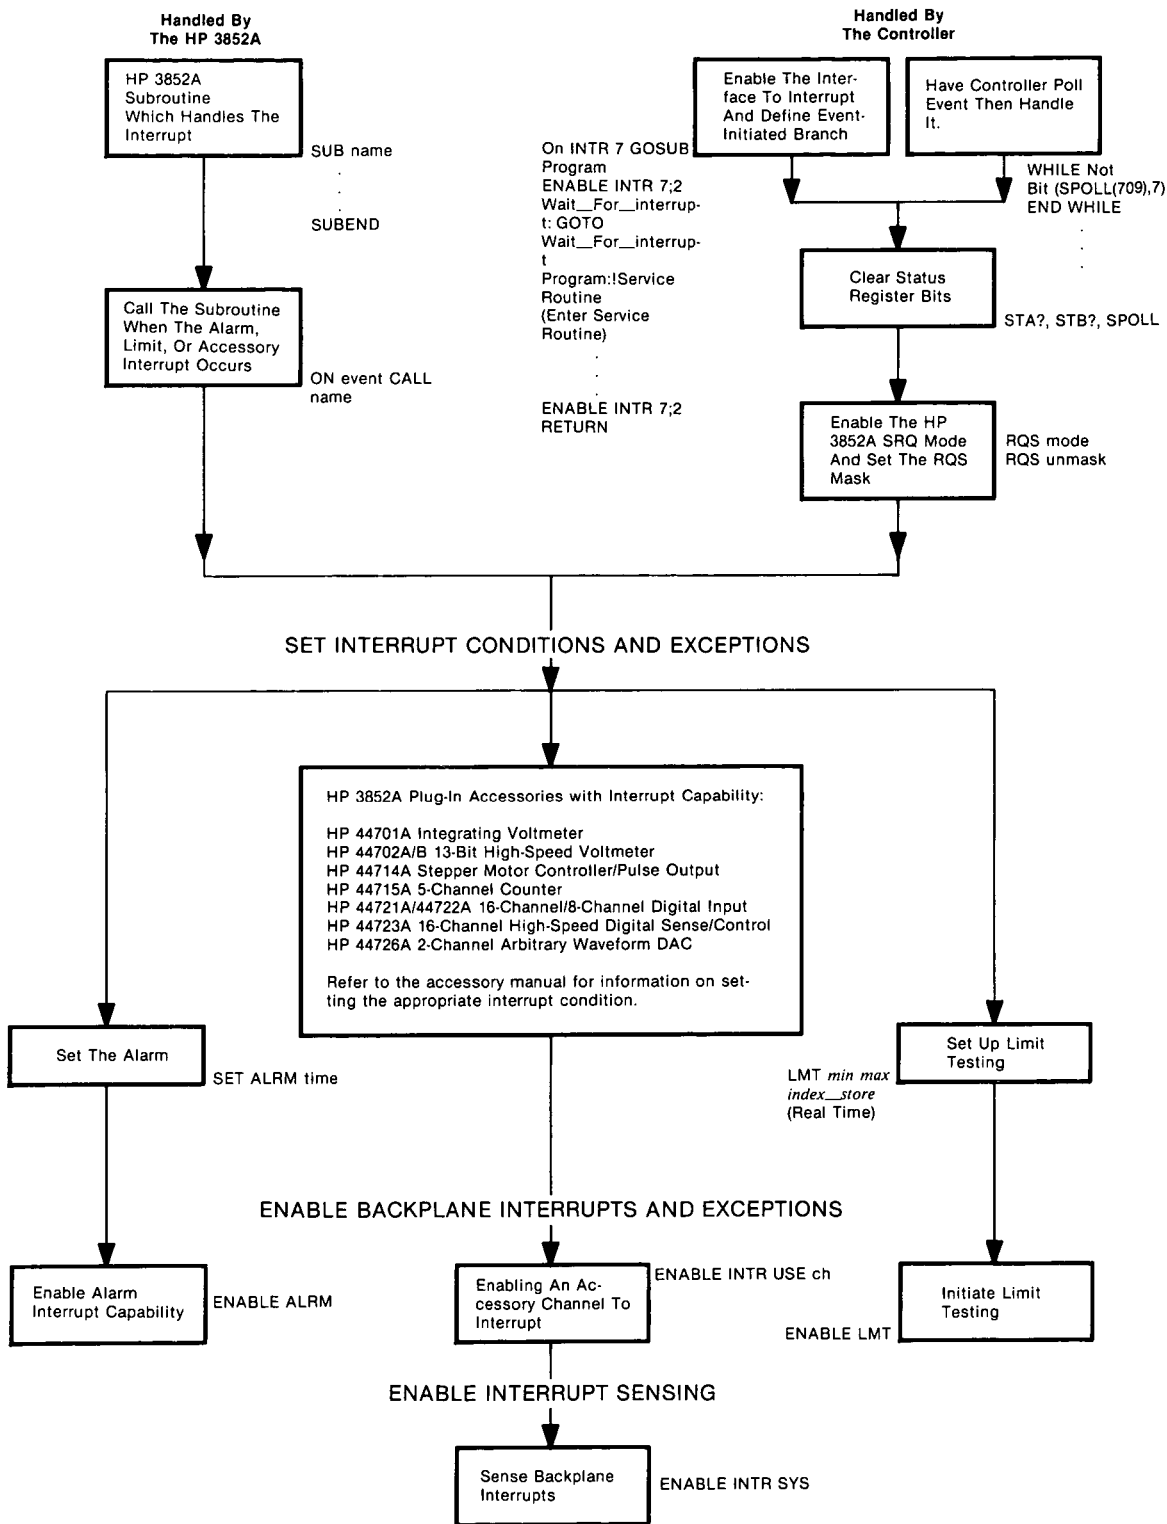 Handled By
The HP 3852A
HP 3852A
Subroutine
Which Handles The
Interrupt
SUB name
.
.
.
SUBEND
Call The Subroutine
When The Alarm,
Limit, Or Accessory
Interrupt Occurs
ON event CALL
name
Handled By
The Controller
Enable The Inter-
face To Interrupt
And Define Event-
Initiated Branch
Have Controller Poll
Event Then Handle
It.
On INTR 7 GOSUB
Program
ENABLE INTR 7;2
Wait__For__interrup-
t: GOTO
Wait__For__interrup-
t
Program:!Service
Routine
(Enter Service
Routine)
.
.
.
ENABLE INTR 7;2
RETURN
WHILE Not
Bit (SPOLL(709),7)
END WHILE
.
.
.
Clear Status
Register Bits
STA?, STB?, SPOLL
Enable The HP
3852A SRQ Mode
And Set The RQS
Mask
RQS mode
RQS unmask
SET INTERRUPT CONDITIONS AND EXCEPTIONS
HP 3852A Plug-In Accessories with Interrupt Capability:
HP 44701A Integrating Voltmeter
HP 44702A/B 13-Bit High-Speed Voltmeter
HP 44714A Stepper Motor Controller/Pulse Output
HP 44715A 5-Channel Counter
HP 44721A/44722A 16-Channel/8-Channel Digital Input
HP 44723A 16-Channel High-Speed Digital Sense/Control
HP 44726A 2-Channel Arbitrary Waveform DAC
Refer to the accessory manual for information on set-
ting the appropriate interrupt condition.
Set The Alarm
SET ALRM time
Set Up Limit
Testing
LMT min max
index__store
(Real Time)
ENABLE BACKPLANE INTERRUPTS AND EXCEPTIONS
Enable Alarm
Interrupt Capability
ENABLE ALRM
Enabling An Ac-
cessory Channel To
Interrupt
ENABLE INTR USE ch
Initiate Limit
Testing
ENABLE LMT
ENABLE INTERRUPT SENSING
Sense Backplane
Interrupts
ENABLE INTR SYS